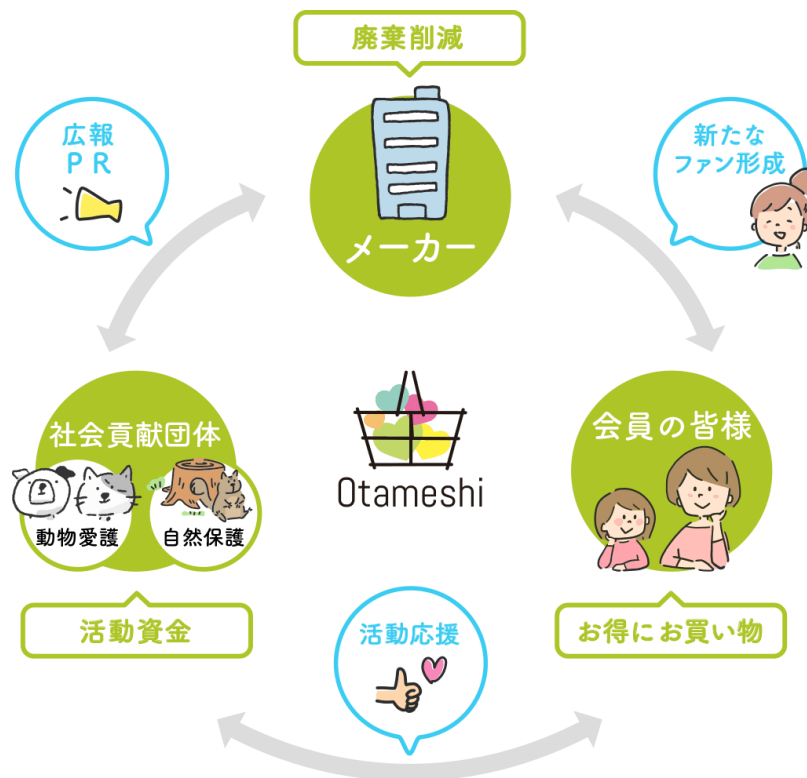 廃棄削減
広報
PR
新たな
ファン形成
メーカー
社会貢献団体
動物愛護
自然保護
活動資金
Otameshi
会員の皆様
お得にお買い物
活動応援